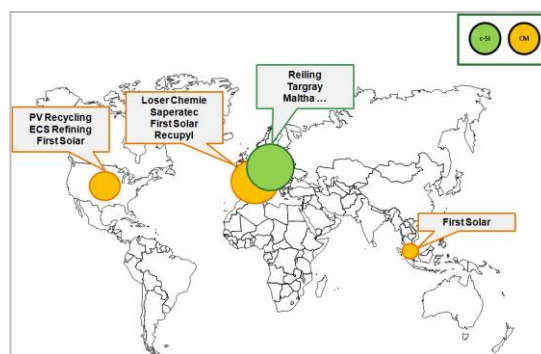 c-Si
CM
Reiling
Targray
Maltha ...
Loser Chemie
Saperatec
First Solar
Recupyl
PV Recycling
ECS Refining
First Solar
First Solar